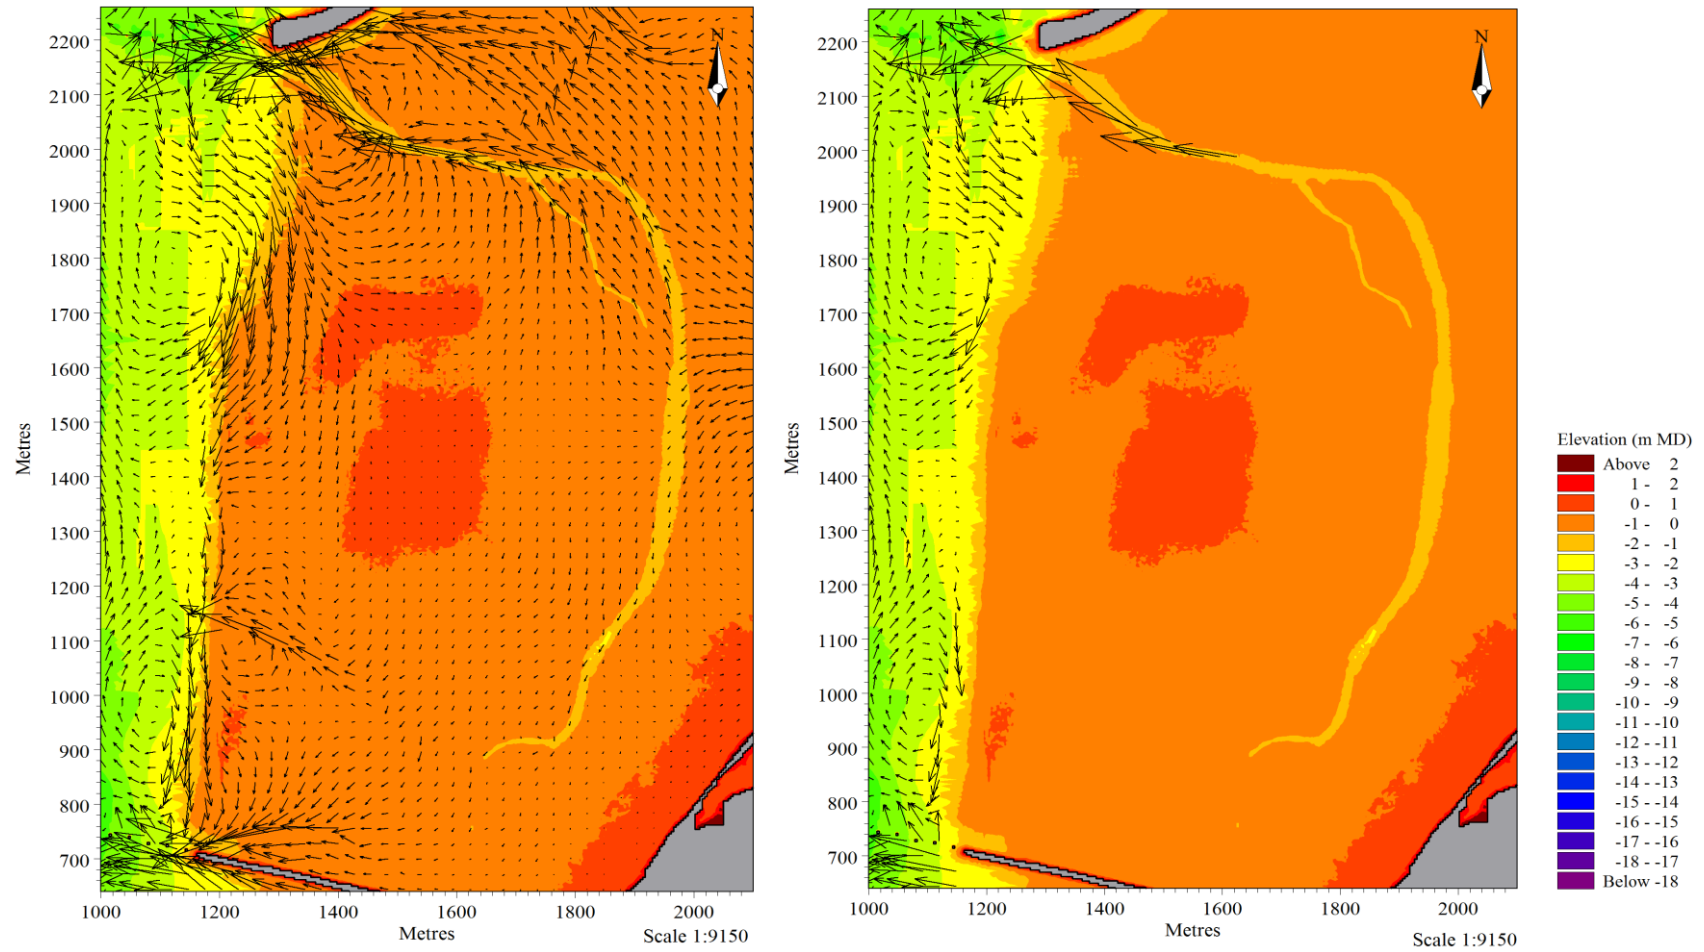 2200
2100
2000
1900
1800
1700
1600
1500
1400
1300
1200
1100
1000
900
800
700
Metres
N
1000 1200 1400 1600 1800 2000
Metres
Scale 1:9150
2200
2100
2000
1900
1800
1700
1600
1500
1400
1300
1200
1100
1000
900
800
700
Metres
N
1000 1200 1400 1600 1800 2000
Metres
Scale 1:9150
Elevation (m MD)
Above 2
1 - 2
0 - 1
-1 - 0
-2 - -1
-3 - -2
-4 - -3
-5 - -4
-6 - -5
-7 - -6
-8 - -7
-9 - -8
-10 - -9
-11 - -10
-12 - -11
-13 - -12
-14 - -13
-15 - -14
-16 - -15
-17 - -16
-18 - -17
Below -18